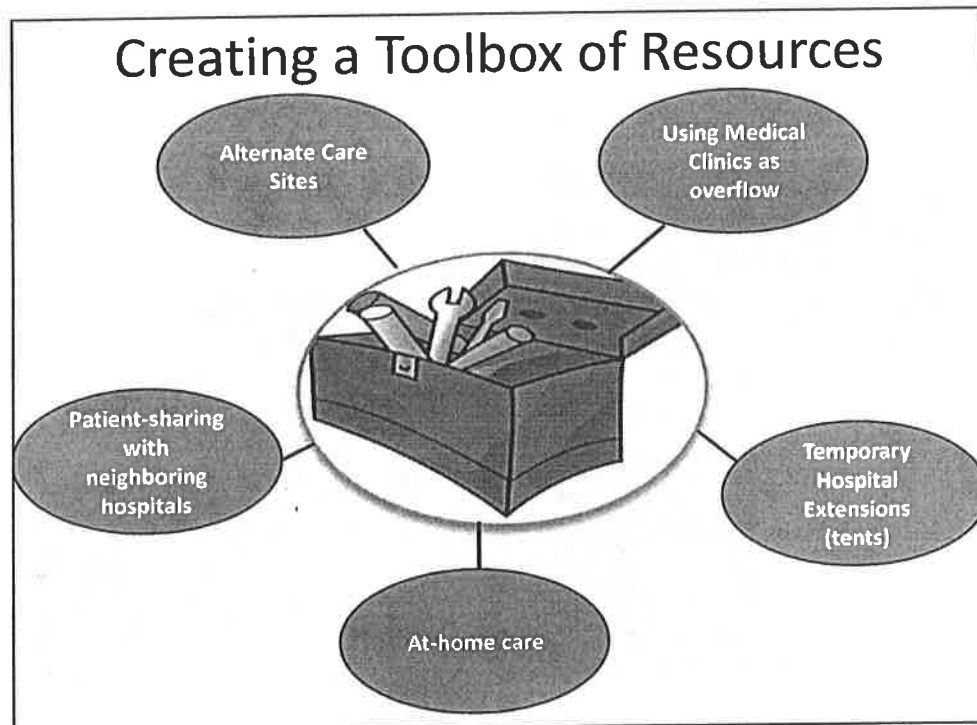 Creating a Toolbox of Resources
Alternate Care
Sites
Using Medical
Clinics as
overflow
Patient-sharing
with
neighboring
hospitals
Temporary
Hospital
Extensions
(tents)
At-home care